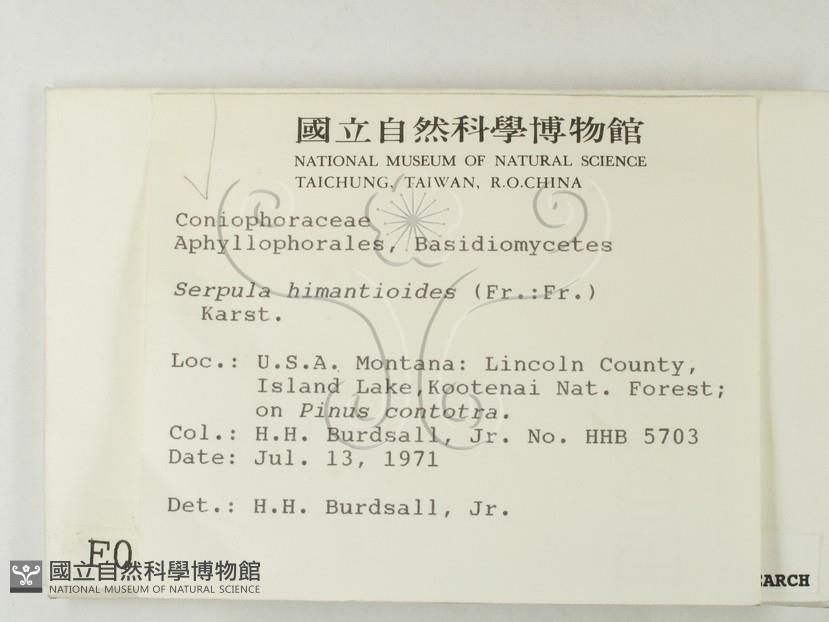 國立自然科學博物館
NATIONAL MUSEUM OF NATURAL SCIENCE
TAICHUNG, TAIWAN, R.O.CHINA
Coniophoraceae
Aphyllophorales, Basidiomycetes
Serpula himantioides (Fr.:Fr.)
Karst.
Loc.: U.S.A. Montana: Lincoln County,
Island Lake,Kootenai Nat. Forest;
on Pinus contotra.
Col.: H.H. Burdsall, Jr. No. HHB 5703
Date: Jul. 13, 1971
Det.: H.H. Burdsall, Jr.
國立自然科學博物館
NATIONAL MUSEUM OF NATURAL SCIENCE